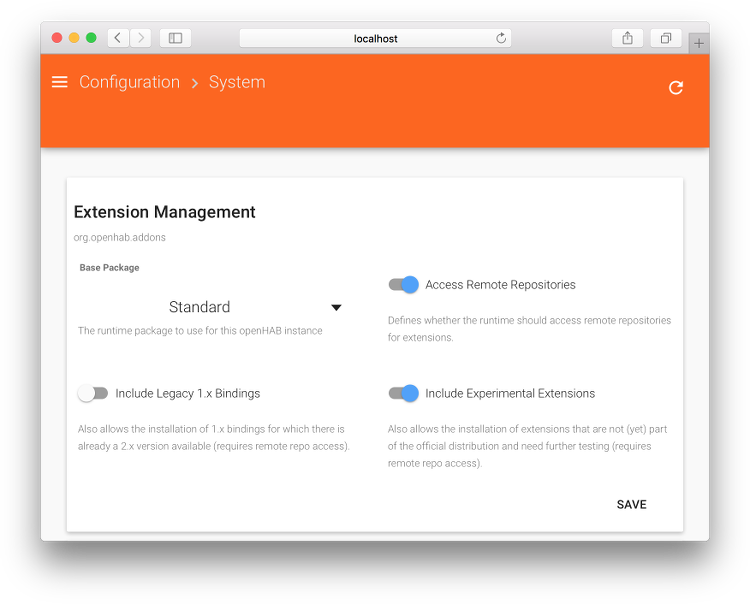 localhost
Configuration > System
Extension Management
org.openhab.addons
Base Package
Standard
The runtime package to use for this openHAB instance
Access Remote Repositories
Defines whether the runtime should access remote repositories
for extensions.
Include Legacy 1.x Bindings
Also allows the installation of 1.x bindings for which there is
already a 2.x version available (requires remote repo access).
Include Experimental Extensions
Also allows the installation of extensions that are not (yet) part
of the official distribution and need further testing (requires
remote repo access).
SAVE